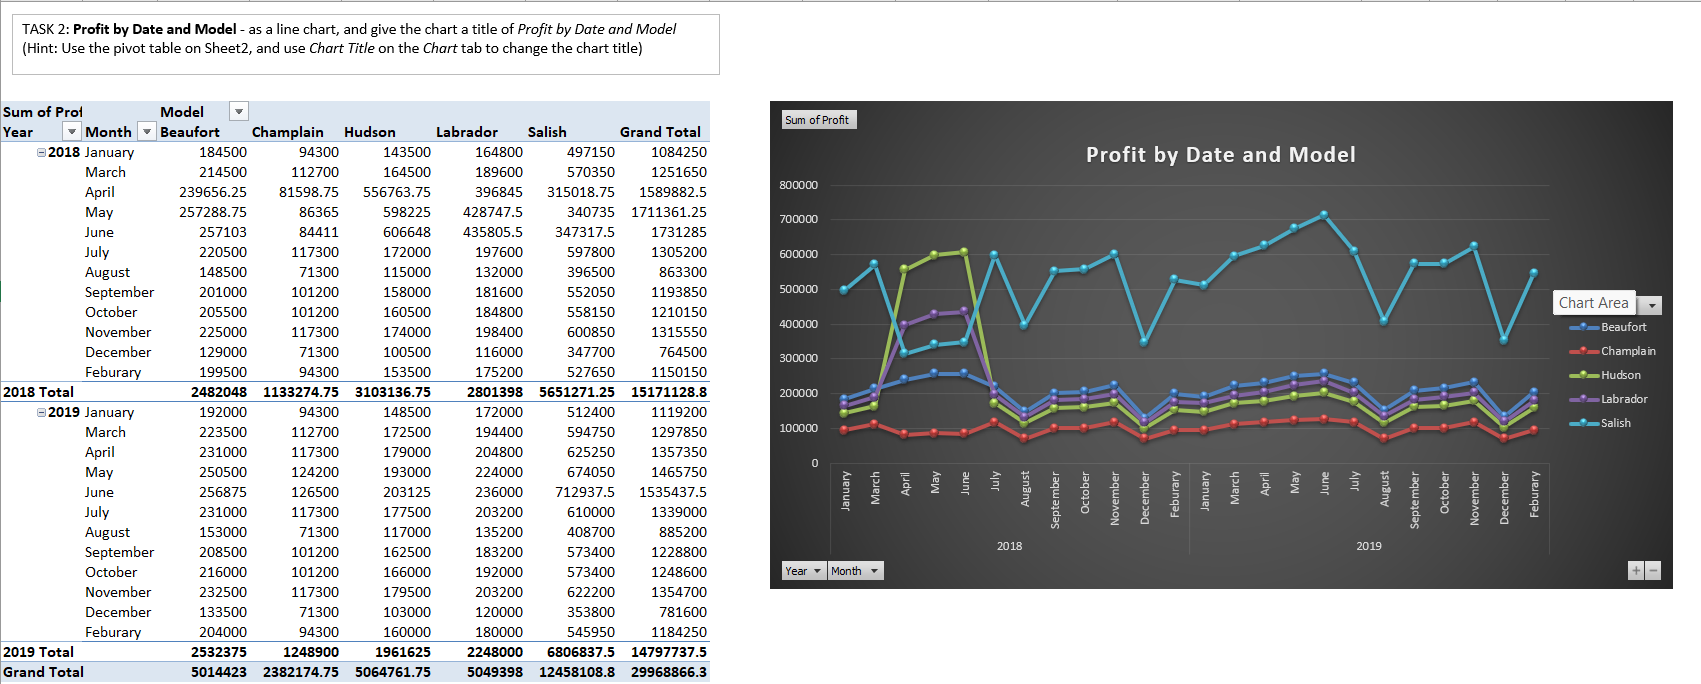 TASK 2: Profit by Date and Model - as a line chart, and give the chart a title of Profit by Date and Model
(Hint: Use the pivot table on Sheet2, and use Chart Title on the Chart tab to change the chart title)
Sum of Prof Model
Year Month Beaufort Champlain Hudson Labrador Salish Grand Total
2018 January 184500 94300 143500 164800 497150 1084250
March 214500 112700 164500 189600 570350 1251650
April 239656.25 81598.75 556763.75 396845 315018.75 1589882.5
May 257288.75 86365 598225 428747.5 340735 1711361.25
June 257103 84411 606648 435805.5 347317.5 1731285
July 220500 117300 172000 197600 597800 1305200
August 148500 71300 115000 132000 396500 863300
September 201000 101200 158000 181600 552050 1193850
October 205500 101200 160500 184800 558150 1210150
November 225000 117300 174000 198400 600850 1315550
December 129000 71300 100500 116000 347700 764500
Feburary 199500 94300 153500 175200 527650 1150150
2018 Total 2482048 1133274.75 3103136.75 2801398 5651271.25 15171128.8
2019 January 192000 94300 148500 172000 512400 1119200
March 223500 112700 172500 194400 594750 1297850
April 231000 117300 179000 204800 625250 1357350
May 250500 124200 193000 224000 674050 1465750
June 256875 126500 203125 236000 712937.5 1535437.5
July 231000 117300 177500 203200 610000 1339000
August 153000 71300 117000 135200 408700 885200
September 208500 101200 162500 183200 573400 1228800
October 216000 101200 166000 192000 573400 1248600
November 232500 117300 179500 203200 622200 1354700
December 133500 71300 103000 120000 353800 781600
Feburary 204000 94300 160000 180000 545950 1184250
2019 Total 2532375 1248900 1961625 2248000 6806837.5 14797737.5
Grand Total 5014423 2382174.75 5064761.75 5049398 12458108.8 29968866.3
Sum of Profit
Profit by Date and Model
800000
700000
600000
500000
400000
300000
200000
100000
0
January March April May June July August September October November December Feburary January March April May June July August September October November December Feburary
2018 2019
Chart Area
Beaufort
Champlain
Hudson
Labrador
Salish
Year Month
+ −